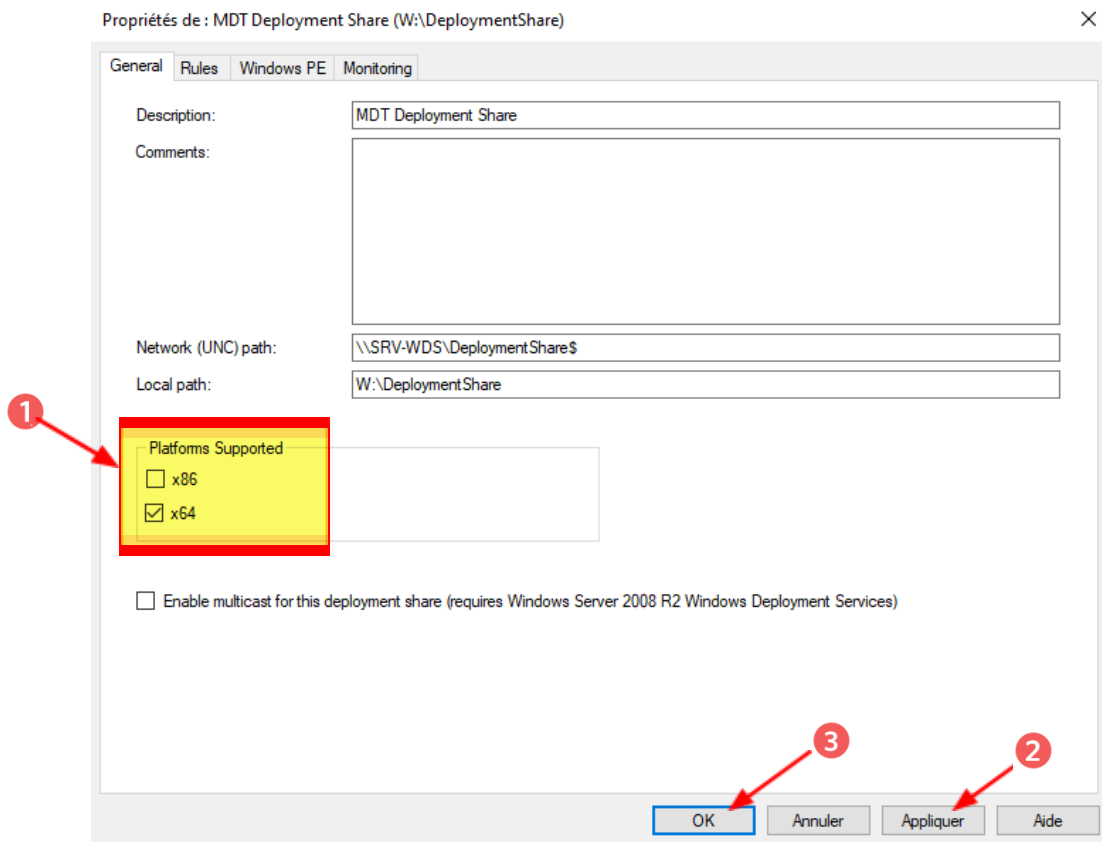 Propriétés de : MDT Deployment Share (W:\DeploymentShare)
General Rules Windows PE Monitoring
Description: MDT Deployment Share
Comments:
Network (UNC) path: \\SRV-WDS\DeploymentShare$
Local path: W:\DeploymentShare
1
Platforms Supported
x86
x64
Enable multicast for this deployment share (requires Windows Server 2008 R2 Windows Deployment Services)
3
2
OK Annuler Appliquer Aide